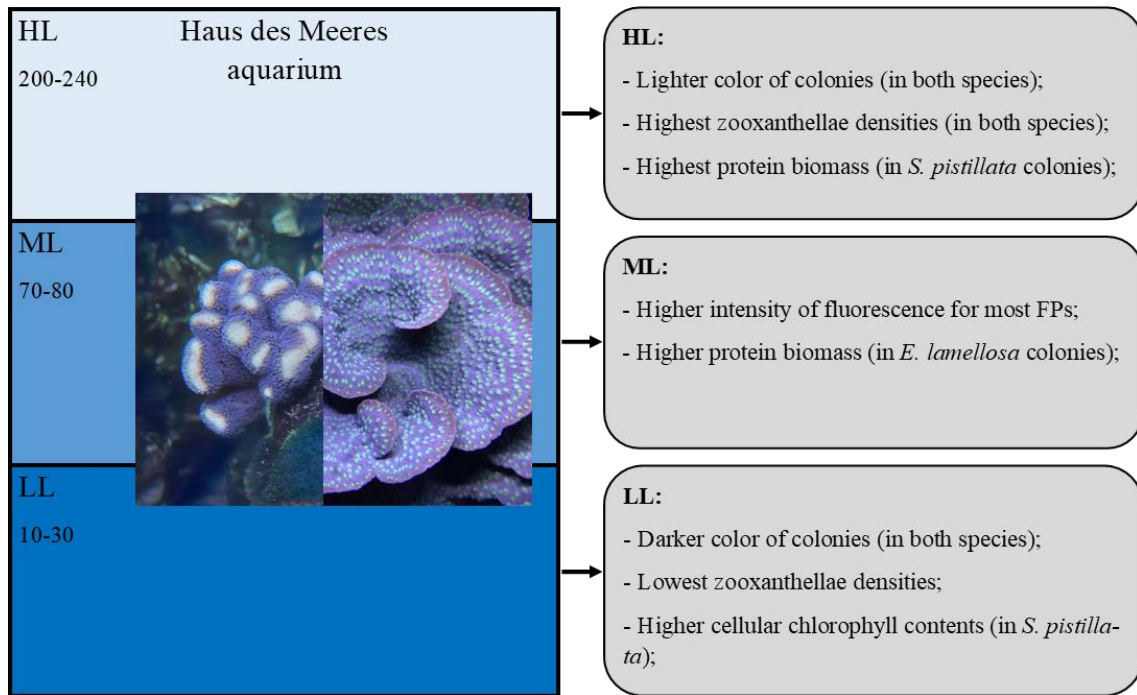 HL
200-240
Haus des Meeres
aquarium
ML
70-80
LL
10-30
HL:
- Lighter color of colonies (in both species);
- Highest zooxanthellae densities (in both species);
- Highest protein biomass (in S. pistillata colonies);
ML:
- Higher intensity of fluorescence for most FPs;
- Higher protein biomass (in E. lamellosa colonies);
LL:
- Darker color of colonies (in both species);
- Lowest zooxanthellae densities;
- Higher cellular chlorophyll contents (in S. pistilla-
ta);